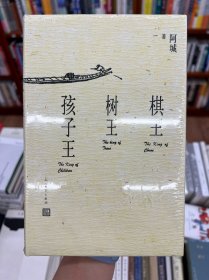 阿城
著
棋王
The King of
Chess
树王
The king of
Trees
孩子王
The King of
Children